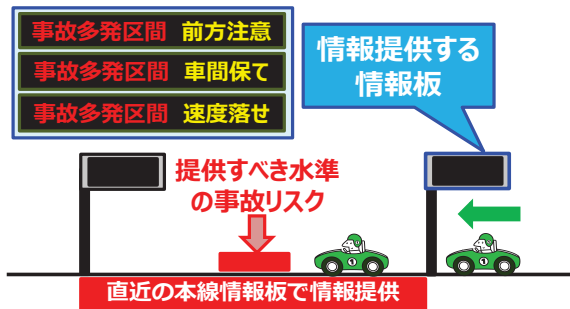 事故多発区間 前方注意
事故多発区間 車間保て
事故多発区間 速度落せ
情報提供する
情報板
提供すべき水準
の事故リスク
1
1
直近の本線情報板で情報提供